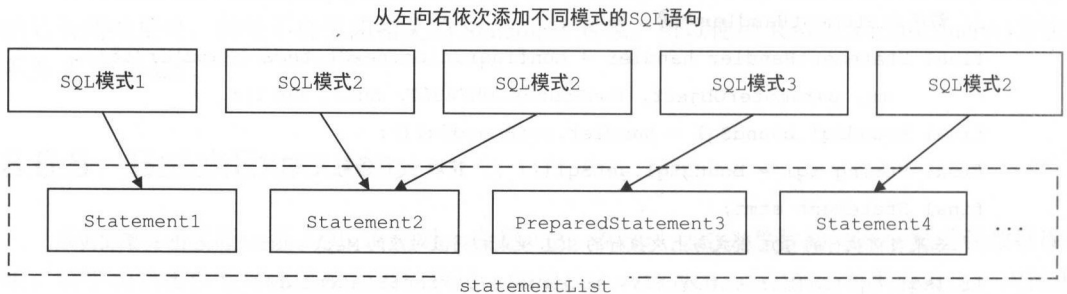 从左向右依次添加不同模式的SQL语句
SQL模式1
SQL模式2
SQL模式2
SQL模式3
SQL模式2
Statement1
Statement2
PreparedStatement3
Statement4
...
statementList